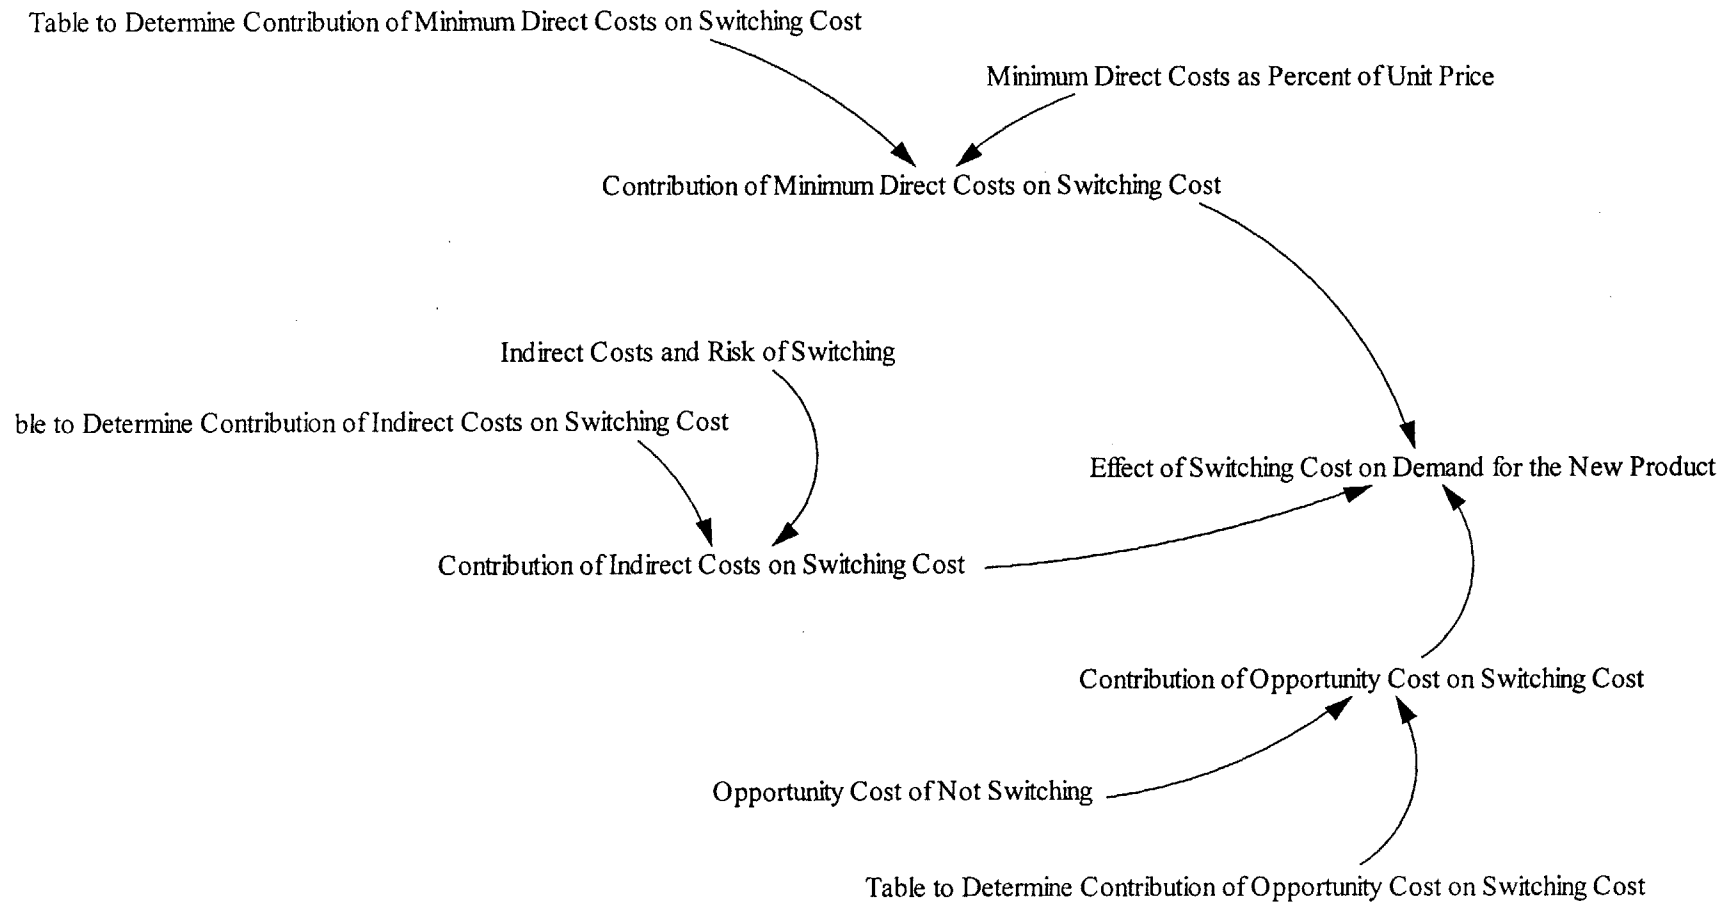 Table to Determine Contribution of Minimum Direct Costs on Switching Cost
Minimum Direct Costs as Percent of Unit Price
Contribution of Minimum Direct Costs on Switching Cost
Indirect Costs and Risk of Switching
ble to Determine Contribution of Indirect Costs on Switching Cost
Effect of Switching Cost on Demand for the New Product
Contribution of Indirect Costs on Switching Cost
Contribution of Opportunity Cost on Switching Cost
Opportunity Cost of Not Switching
Table to Determine Contribution of Opportunity Cost on Switching Cost